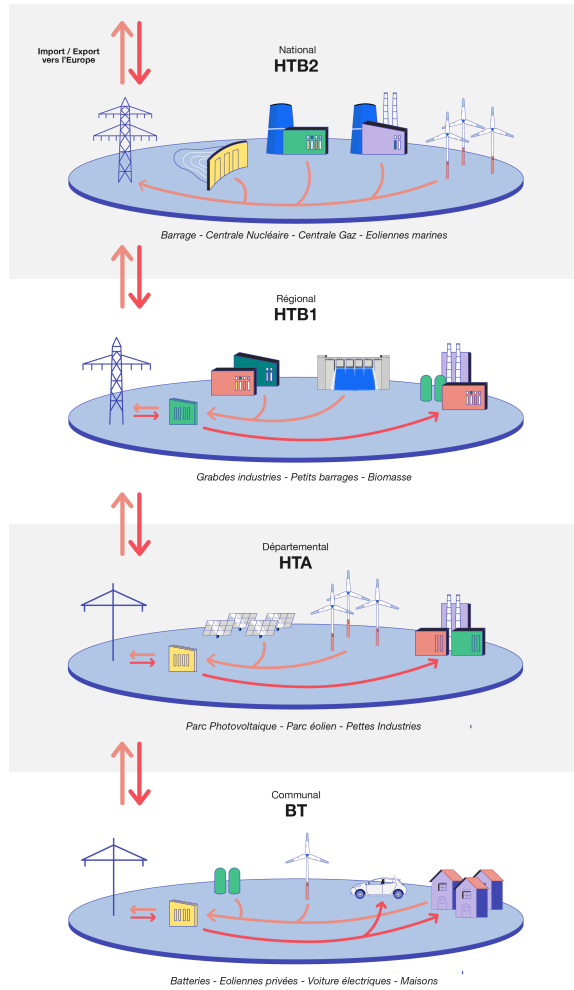 Import / Export
vers l'Europe
National
HTB2
Barrage - Centrale Nucléaire - Centrale Gaz - Eoliennes marines
Régional
HTB1
Grabdes industries - Petits barrages - Biomasse
Départemental
HTA
Parc Photovoltaique - Parc éolien - Pettes Industries
Communal
BT
Batteries - Eoliennes privées - Voiture électriques - Maisons